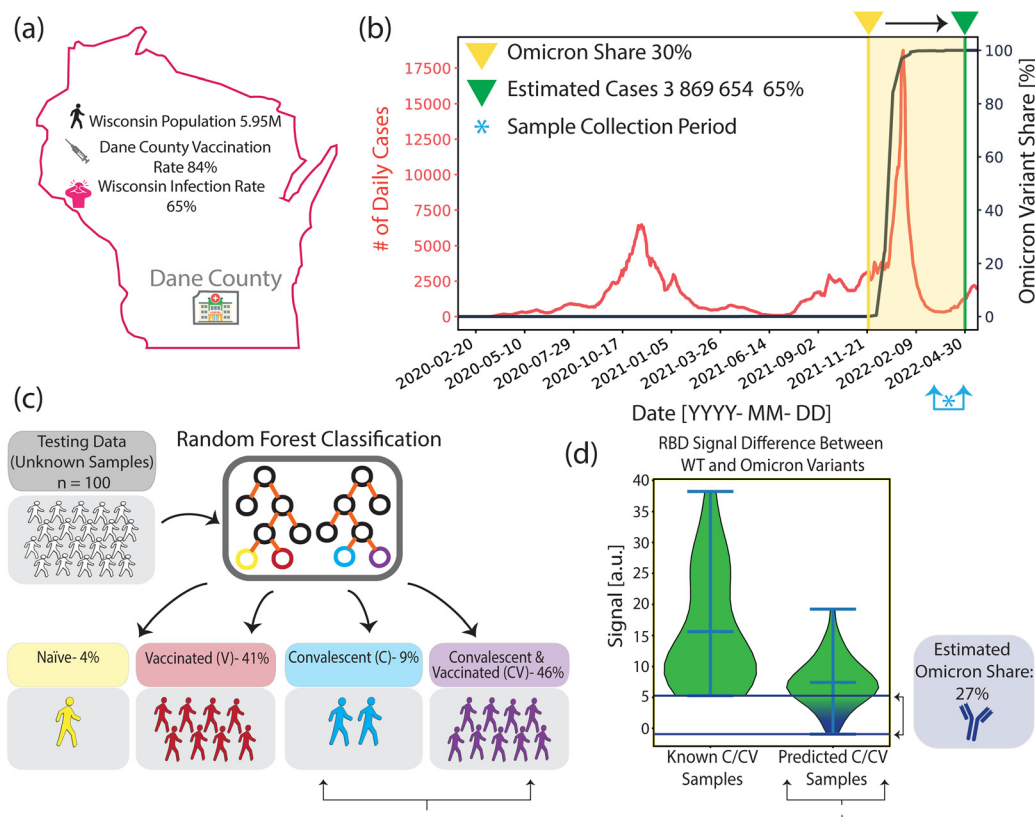 (a)
Wisconsin Population 5.95M
Dane County Vaccination
Rate 84%
Wisconsin Infection Rate
65%
Dane County
(b)
Omicron Share 30%
Estimated Cases 3 869 654 65%
* Sample Collection Period
# of Daily Cases
17500
15000
12500
10000
7500
5000
2500
0
Omicron Variant Share [%]
100
80
60
40
20
0
2020-02-20
2020-05-10
2020-07-29
2020-10-17
2021-01-05
2021-03-26
2021-06-14
2021-09-02
2021-11-21
2022-02-09
2022-04-30
*
Date [YYYY- MM- DD]
(c)
Testing Data
(Unknown Samples)
n = 100
Random Forest Classification
Naïve- 4%
Vaccinated (V)- 41%
Convalescent (C)- 9%
Convalescent &
Vaccinated (CV)- 46%
(d)
RBD Signal Difference Between
WT and Omicron Variants
Signal [a.u.]
40
35
30
25
20
15
10
5
0
Known C/CV
Samples
Predicted C/CV
Samples
Estimated
Omicron Share:
27%